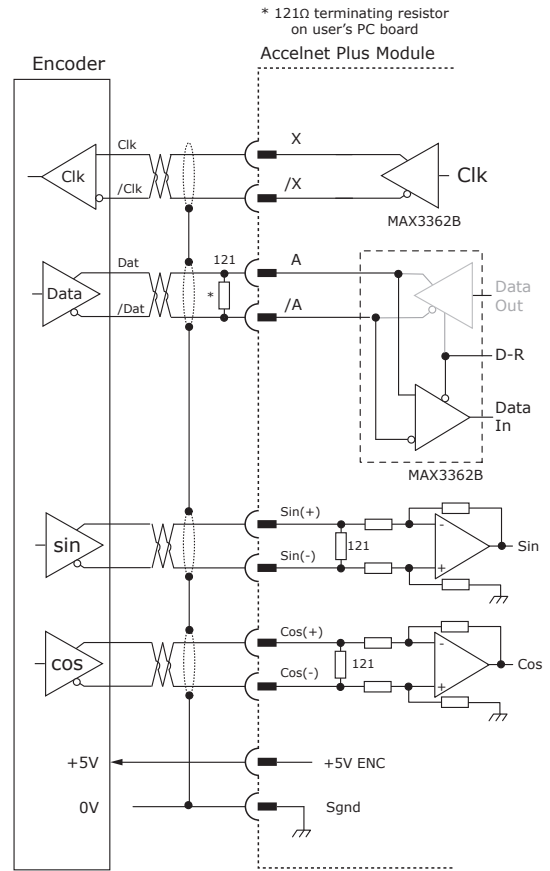 * 121Ω terminating resistor
on user's PC board
Accelnet Plus Module
Encoder
Clk
/Clk
Clk
X
/X
Clk
MAX3362B
Dat
/Dat
Data
121
*
A
/A
Data
Out
D-R
Data
In
MAX3362B
sin
Sin(+)
Sin(-)
121
-
+
Sin
cos
Cos(+)
Cos(-)
121
-
+
Cos
+5V
+5V ENC
0V
Sgnd